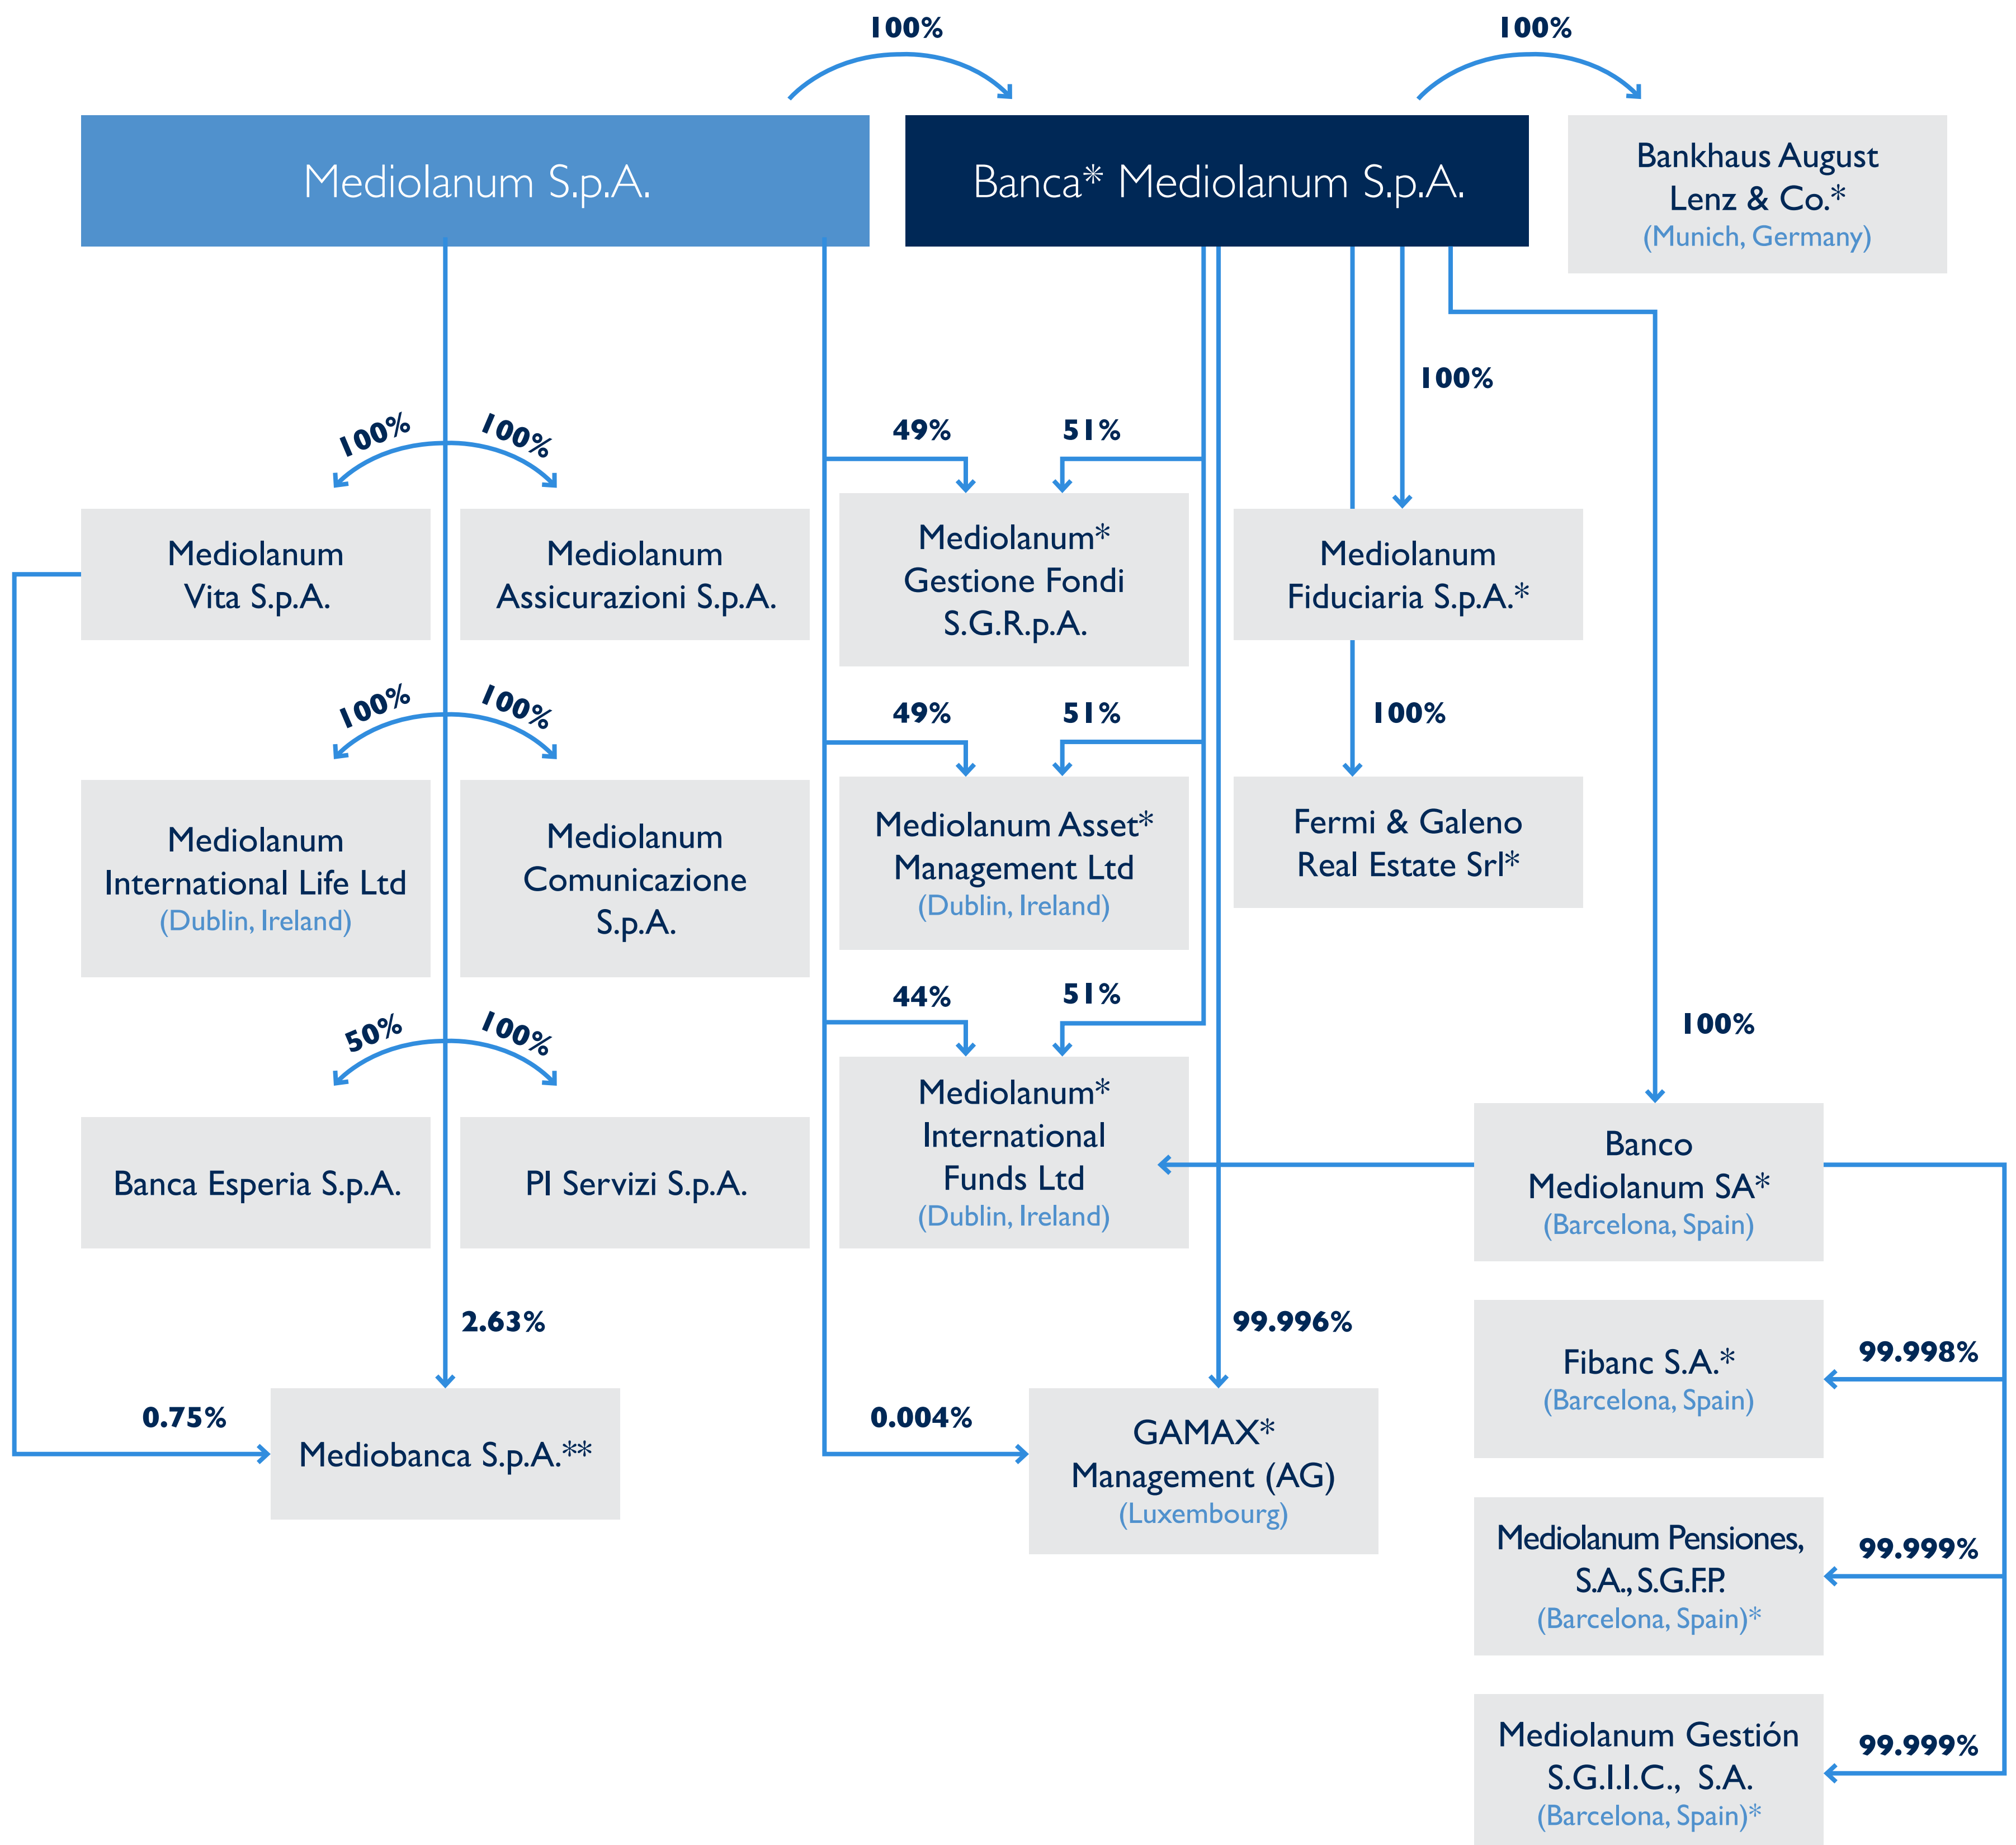 100%
100%
Mediolanum S.p.A.
Banca* Mediolanum S.p.A.
Bankhaus August
Lenz & Co.*
(Munich, Germany)
100%
100%
100%
49%
51%
Mediolanum
Vita S.p.A.
Mediolanum
Assicurazioni S.p.A.
Mediolanum*
Gestione Fondi
S.G.R.p.A.
Mediolanum
Fiduciaria S.p.A.*
100%
100%
49%
51%
100%
Mediolanum
International Life Ltd
(Dublin, Ireland)
Mediolanum
Comunicazione
S.p.A.
Mediolanum Asset*
Management Ltd
(Dublin, Ireland)
Fermi & Galeno
Real Estate Srl*
50%
100%
44%
51%
100%
Banca Esperia S.p.A.
PI Servizi S.p.A.
Mediolanum*
International
Funds Ltd
(Dublin, Ireland)
Banco
Mediolanum SA*
(Barcelona, Spain)
2.63%
99.996%
Fibanc S.A.*
(Barcelona, Spain)
99.998%
0.75%
Mediobanca S.p.A.**
0.004%
GAMAX*
Management (AG)
(Luxembourg)
Mediolanum Pensiones,
S.A., S.G.F.P.
(Barcelona, Spain)*
99.999%
Mediolanum Gestión
S.G.I.I.C., S.A.
(Barcelona, Spain)*
99.999%